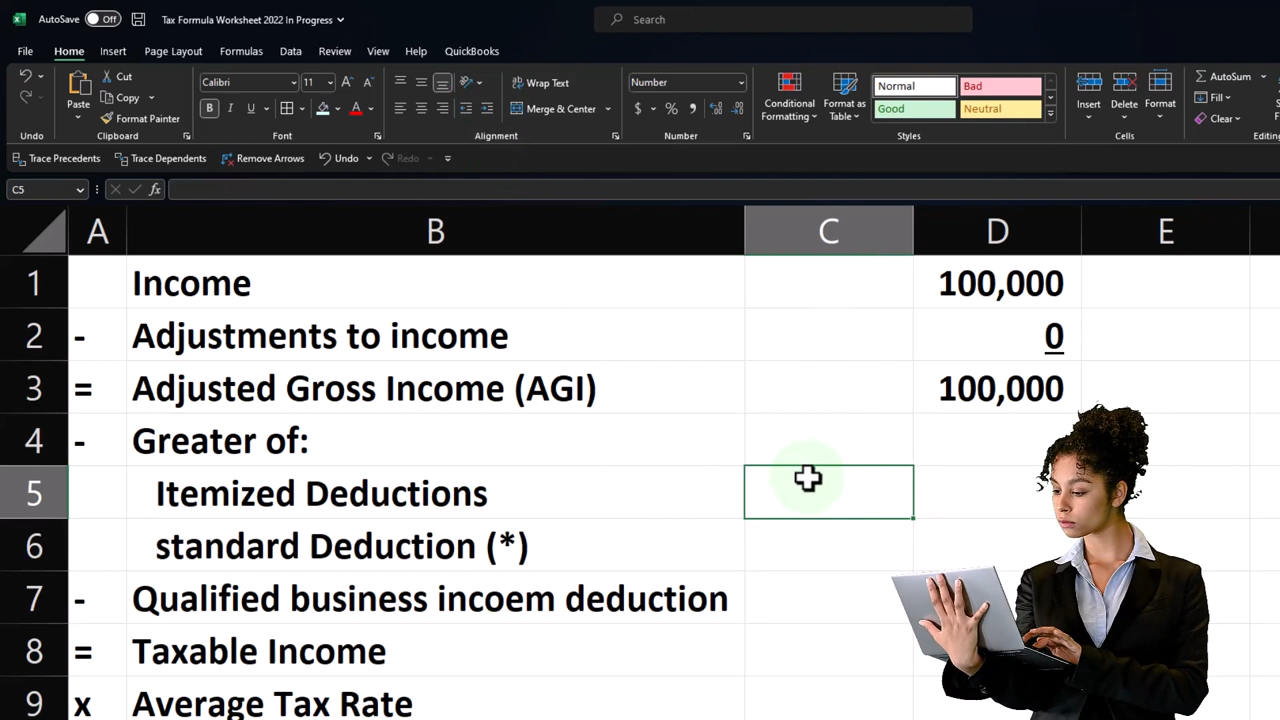 AutoSave Off Tax Formula Worksheet 2022 In Progress Search
File Home Insert Page Layout Formulas Data Review View Help QuickBooks
Paste Cut Copy Format Painter
Calibri 11
B I U A
Wrap Text
Merge & Center
Number
$ % ,
Conditional Formatting
Format as Table
Normal Bad
Good Neutral
Insert Delete Format
AutoSum
Fill
Clear
Undo Clipboard Font Alignment Number Styles Cells
Trace Precedents Trace Dependents Remove Arrows Undo Redo
C5 fx
A B C D E
1 Income 100,000
2 - Adjustments to income 0
3 = Adjusted Gross Income (AGI) 100,000
4 - Greater of:
5 Itemized Deductions
6 standard Deduction (*)
7 - Qualified business incoem deduction
8 = Taxable Income
9 x Average Tax Rate